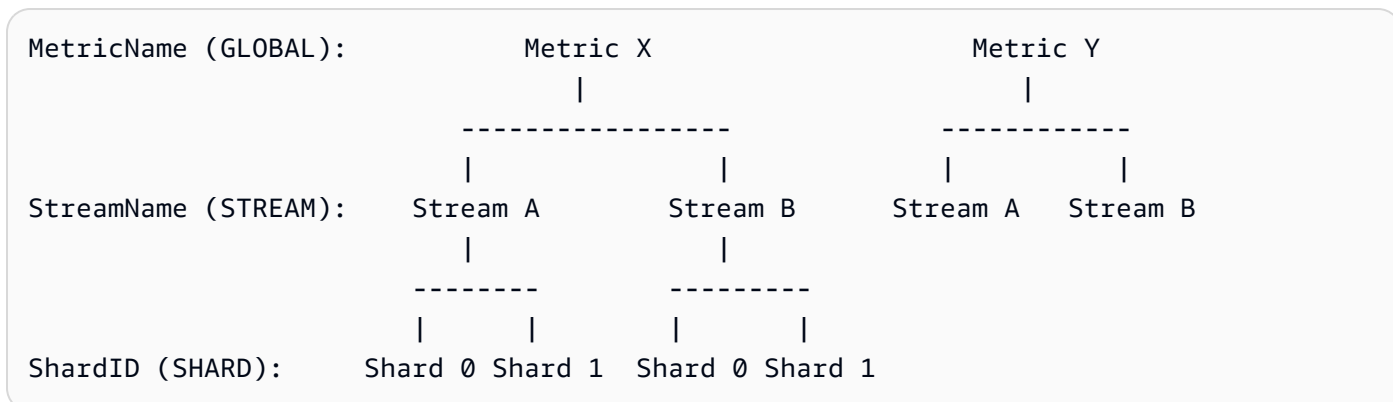 MetricName (GLOBAL):           Metric X                    Metric Y
                                  |                           |
                           -----------------            ------------
                           |               |            |          |
StreamName (STREAM):    Stream A        Stream B      Stream A   Stream B
                           |               |
                        --------        ---------
                        |      |        |       |
ShardID (SHARD):     Shard 0 Shard 1  Shard 0 Shard 1